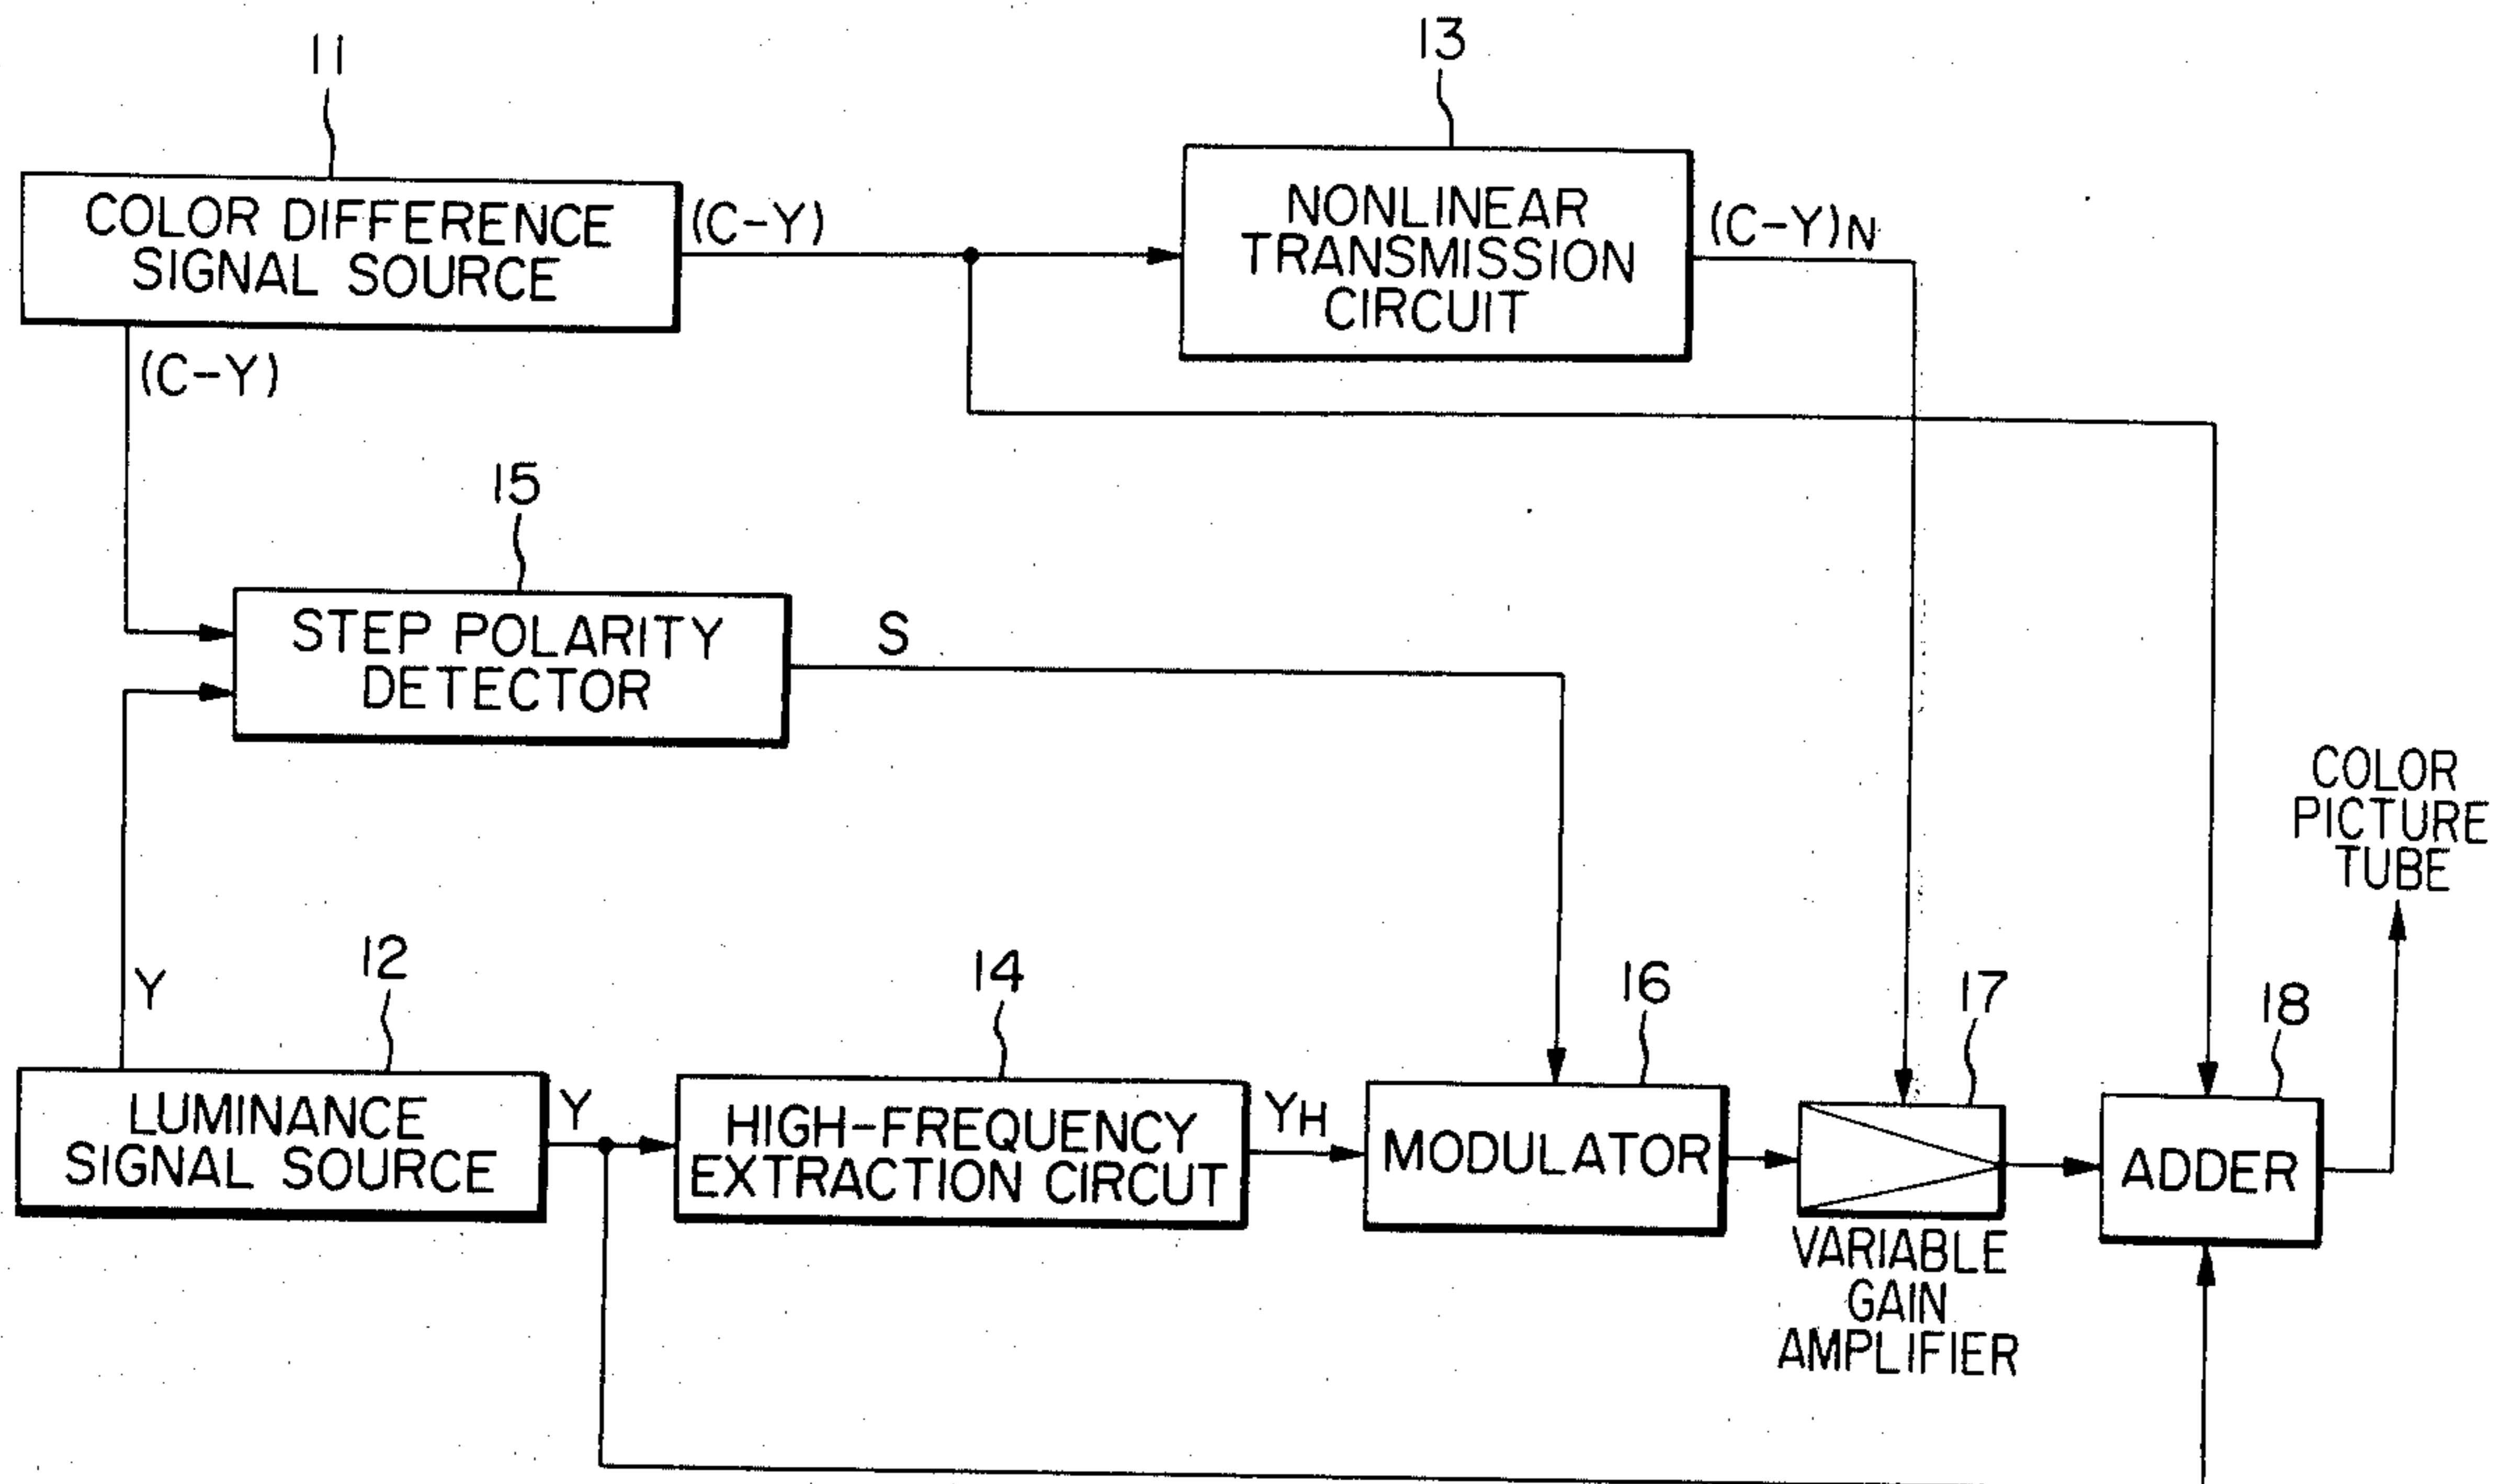 11
13
COLOR DIFFERENCE
SIGNAL SOURCE
(C-Y)
NONLINEAR
TRANSMISSION
CIRCUIT
(C-Y)N
(C-Y)
15
STEP POLARITY
DETECTOR
S
COLOR
PICTURE
TUBE
Y
12
14
16
17
18
LUMINANCE
SIGNAL SOURCE
Y
HIGH-FREQUENCY
EXTRACTION CIRCUT
YH
MODULATOR
ADDER
VARIABLE
GAIN
AMPLIFIER